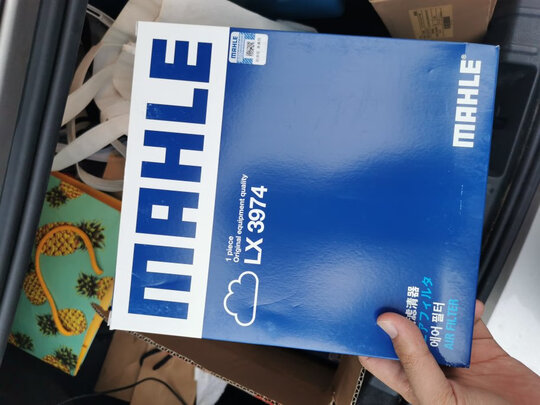 MAHLE
MAHLE
MAHLE
1 piece
Original equipment quality
LX 3974
滤清器
アフィルタ
에어 필터
AIR FILTER